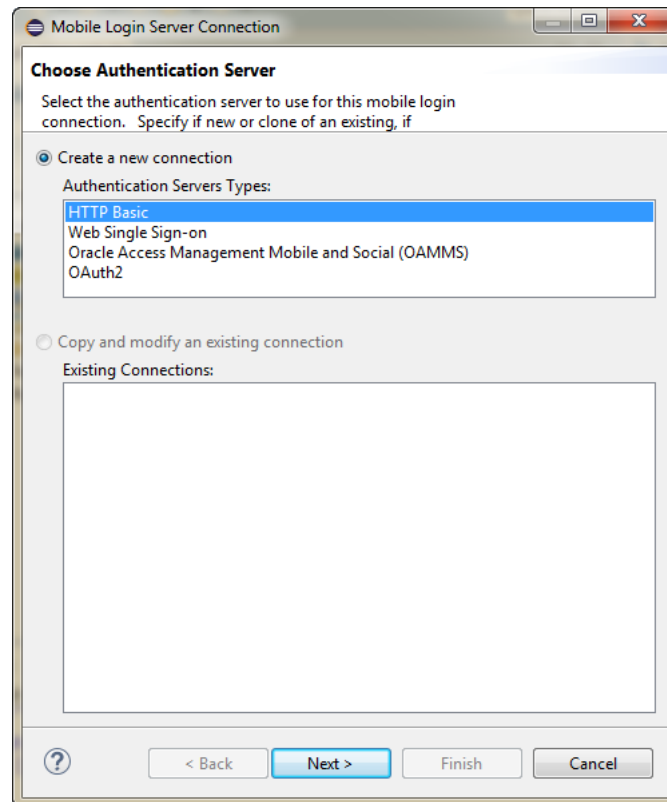 Mobile Login Server Connection
Choose Authentication Server
Select the authentication server to use for this mobile login
connection.   Specify if new or clone of an existing, if
Create a new connection
Authentication Servers Types:
HTTP Basic
Web Single Sign-on
Oracle Access Management Mobile and Social (OAMMS)
OAuth2
Copy and modify an existing connection
Existing Connections:
?
< Back
Next >
Finish
Cancel